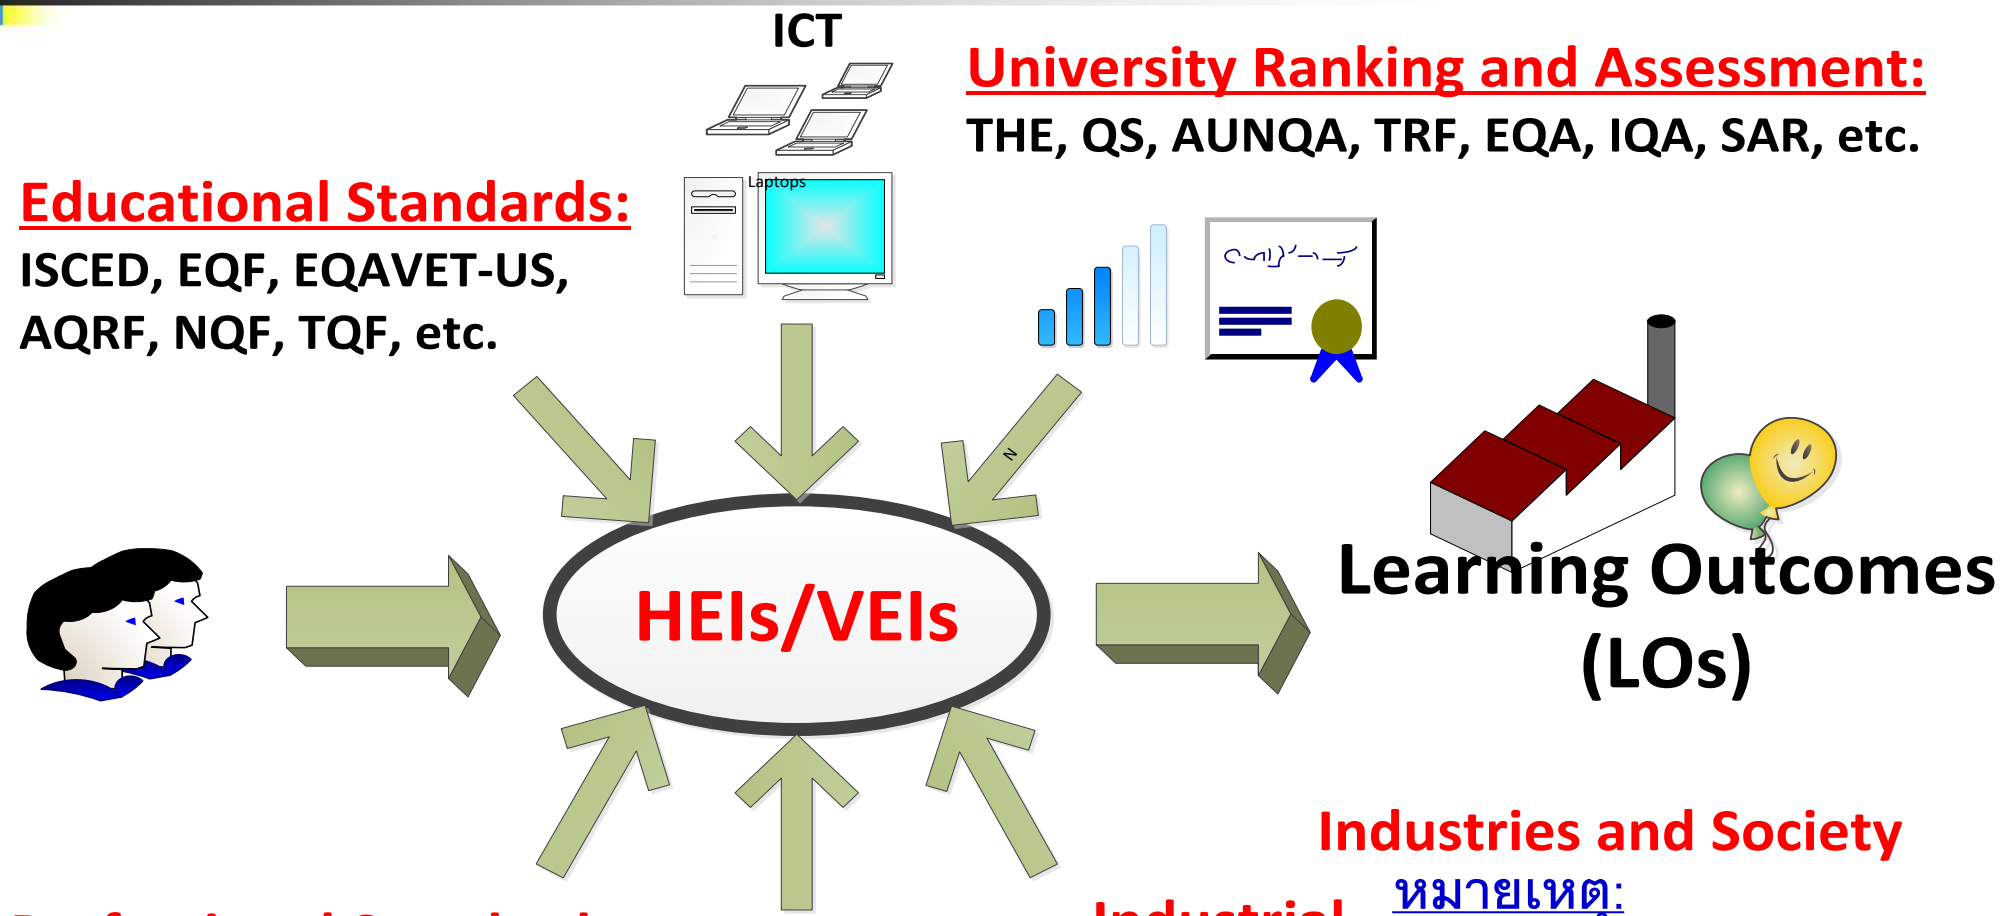 ICT
University Ranking and Assessment:
THE, QS, AUNQA, TRF, EQA, IQA, SAR, etc.
Laptops
Educational Standards:
ISCED, EQF, EQAVET-US,
AQRF, NQF, TQF, etc.
N
HEIs/VEIs
Learning Outcomes
(LOs)
Industries and Society
หมายเหตุ:
Industrial